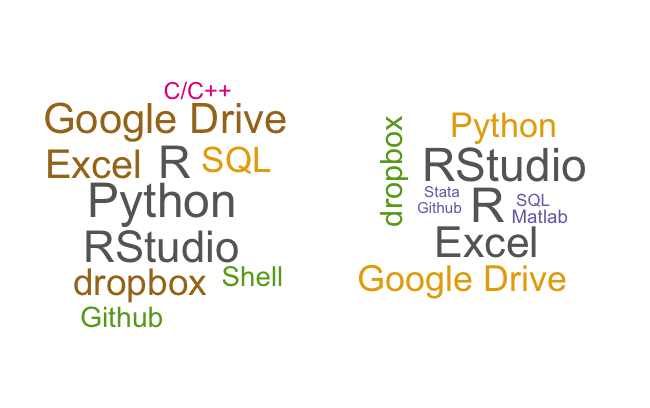 C/C++
Google Drive
Excel R SQL
Python
RStudio
dropbox Shell
Github
dropbox
Python
RStudio
Stata
Github
R
SQL
Matlab
Excel
Google Drive